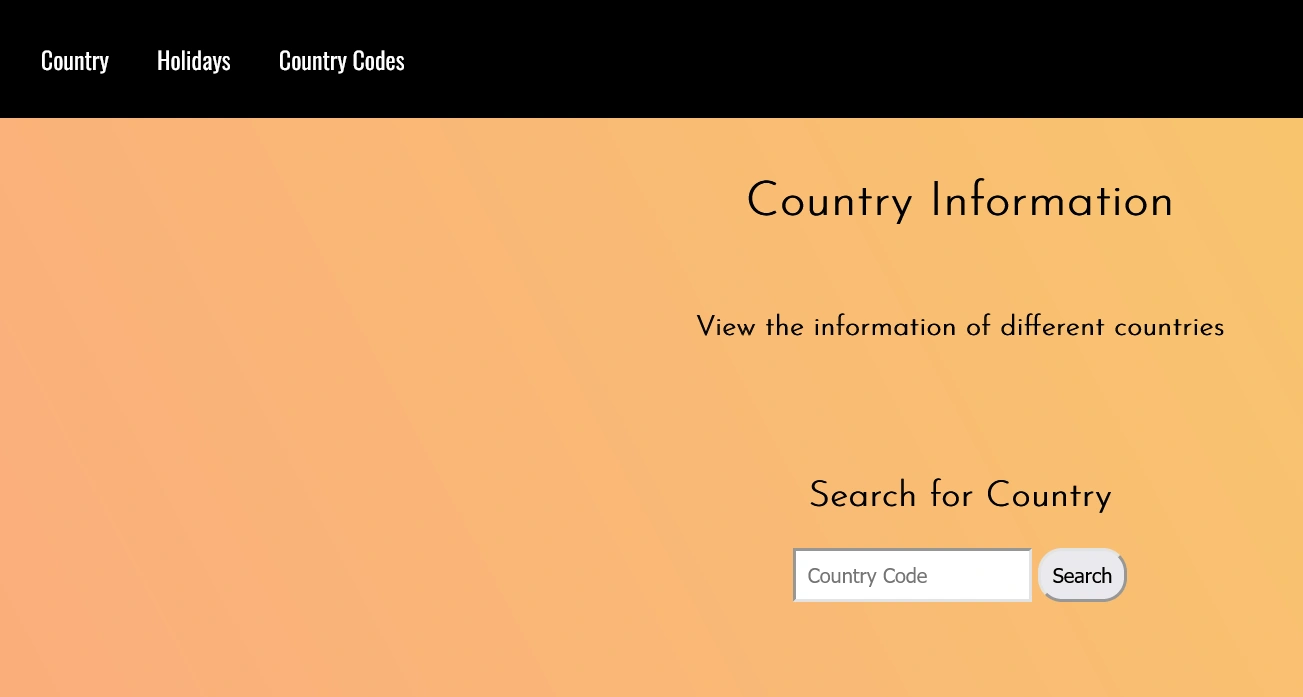 Country Holidays Country Codes
Country Information
View the information of different countries
Search for Country
Country Code Search